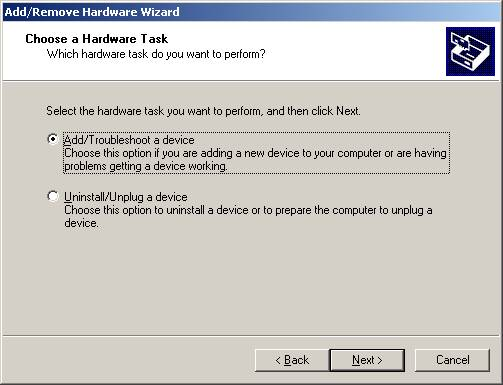 Add/Remove Hardware Wizard
Choose a Hardware Task
Which hardware task do you want to perform?
Select the hardware task you want to perform, and then click Next.
Add/Troubleshoot a device
Choose this option if you are adding a new device to your computer or are having
problems getting a device working.
Uninstall/Unplug a device
Choose this option to uninstall a device or to prepare the computer to unplug a
device.
< Back
Next >
Cancel